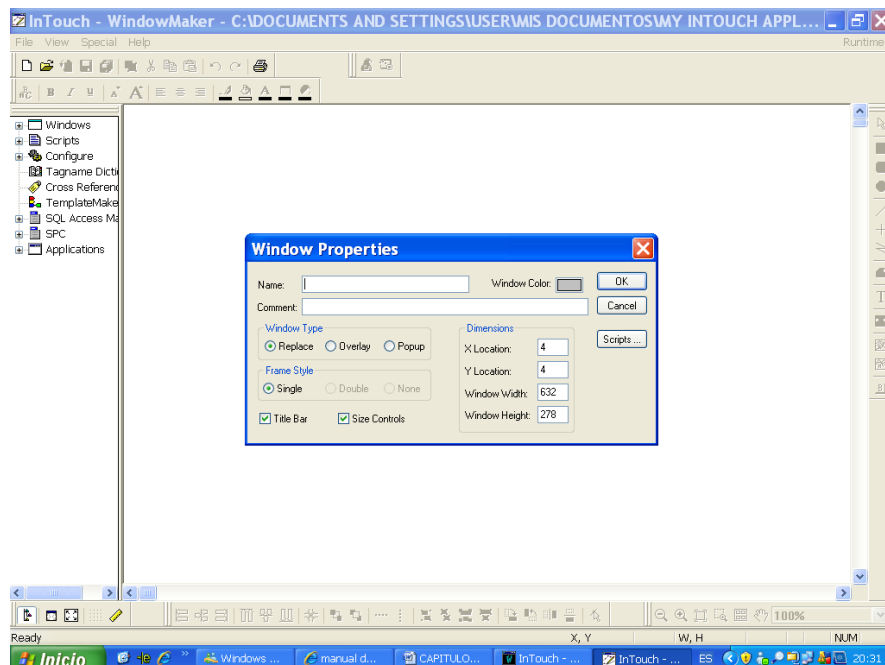 InTouch - WindowMaker - C:\DOCUMENTS AND SETTINGS\USER\MIS DOCUMENTOS\MY INTOUCH APPL...
File View Special Help Runtime
Windows
Scripts
Configure
Tagname Dicti
Cross Referen
TemplateMake
SQL Access Ma
SPC
Applications
Window Properties
Name: Window Color: OK
Comment: Cancel
Window Type Dimensions
Replace Overlay Popup X Location: 4 Scripts ...
Frame Style Y Location: 4
Single Double None Window Width: 632
Title Bar Size Controls Window Height: 278
100%
Ready X, Y W, H NUM
Inicio Windows ... manual d... CAPITULO... InTouch - ... InTouch - ... ES 20:31